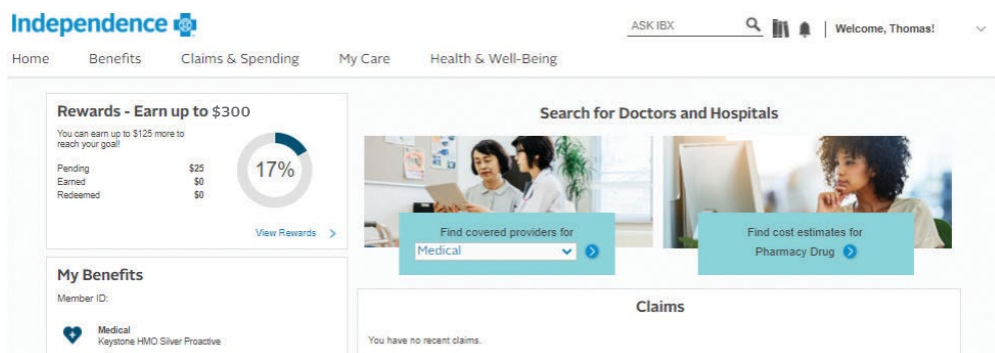 Independence
ASK IBX
Welcome, Thomas!
Home Benefits Claims & Spending My Care Health & Well-Being
Rewards - Earn up to $300
You can earn up to $125 more to
reach your goal!
Pending $25
Earned $0
Redeemed $0
17%
View Rewards
My Benefits
Member ID:
Medical
Keystone HMO Silver Proactive
Search for Doctors and Hospitals
Find covered providers for
Medical
Find cost estimates for
Pharmacy Drug
Claims
You have no recent claims.